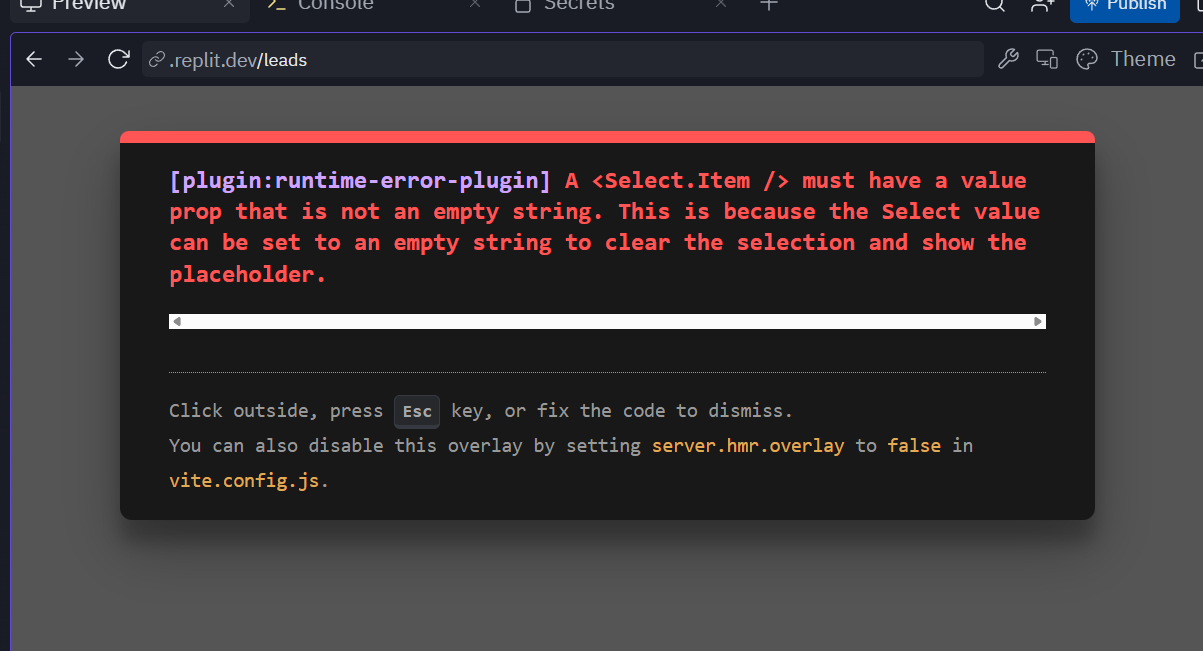 Preview
Console
Secrets
Publish
.replit.dev/leads
Theme
[plugin:runtime-error-plugin] A <Select.Item /> must have a value
prop that is not an empty string. This is because the Select value
can be set to an empty string to clear the selection and show the
placeholder.
Click outside, press Esc key, or fix the code to dismiss.
You can also disable this overlay by setting server.hmr.overlay to false in
vite.config.js.